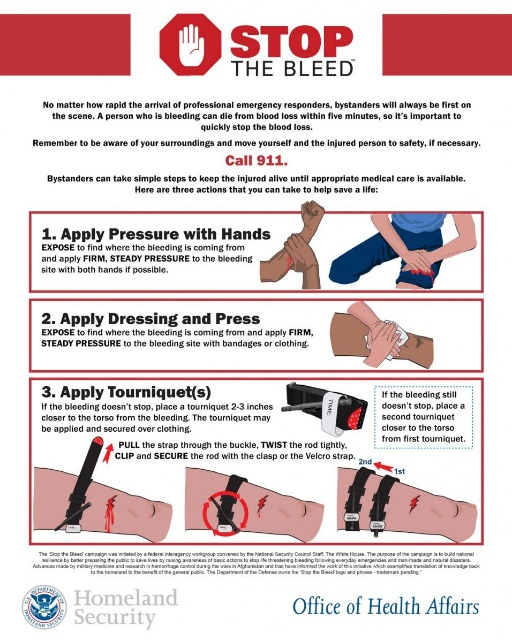 STOP
THE BLEED™
No matter how rapid the arrival of professional emergency responders, bystanders will always be first on
the scene. A person who is bleeding can die from blood loss within five minutes, so it's important to
quickly stop the blood loss.
Remember to be aware of your surroundings and move yourself and the injured person to safety, if necessary.
Call 911.
Bystanders can take simple steps to keep the injured alive until appropriate medical care is available.
Here are three actions that you can take to help save a life:
1. Apply Pressure with Hands
EXPOSE to find where the bleeding is coming from
and apply FIRM, STEADY PRESSURE to the bleeding
site with both hands if possible.
2. Apply Dressing and Press
EXPOSE to find where the bleeding is coming from and apply FIRM,
STEADY PRESSURE to the bleeding site with bandages or clothing.
3. Apply Tourniquet(s)
If the bleeding doesn't stop, place a tourniquet 2-3 inches
closer to the torso from the bleeding. The tourniquet may
be applied and secured over clothing.
PULL the strap through the buckle, TWIST the rod tightly,
CLIP and SECURE the rod with the clasp or the Velcro strap.
TIME:
If the bleeding still
doesn't stop, place a
second tourniquet
closer to the torso
from first tourniquet.
2nd
1st
The 'Stop the Bleed' campaign was initiated by a federal interagency workgroup convened by the National Security Council Staff, The White House. The purpose of the campaign is to build national
resilience by better preparing the public to save lives by raising awareness of basic actions to stop life threatening bleeding following everyday emergencies and man-made and natural disasters.
Advances made by military medicine and research in hemorrhage control during the wars in Afghanistan and Iraq have informed the work of this initiative which exemplifies translation of knowledge back
to the homeland to the benefit of the general public. The Department of Defense owns the 'Stop the Bleed' logo and phrase - trademark pending.
Homeland
Security
Office of Health Affairs